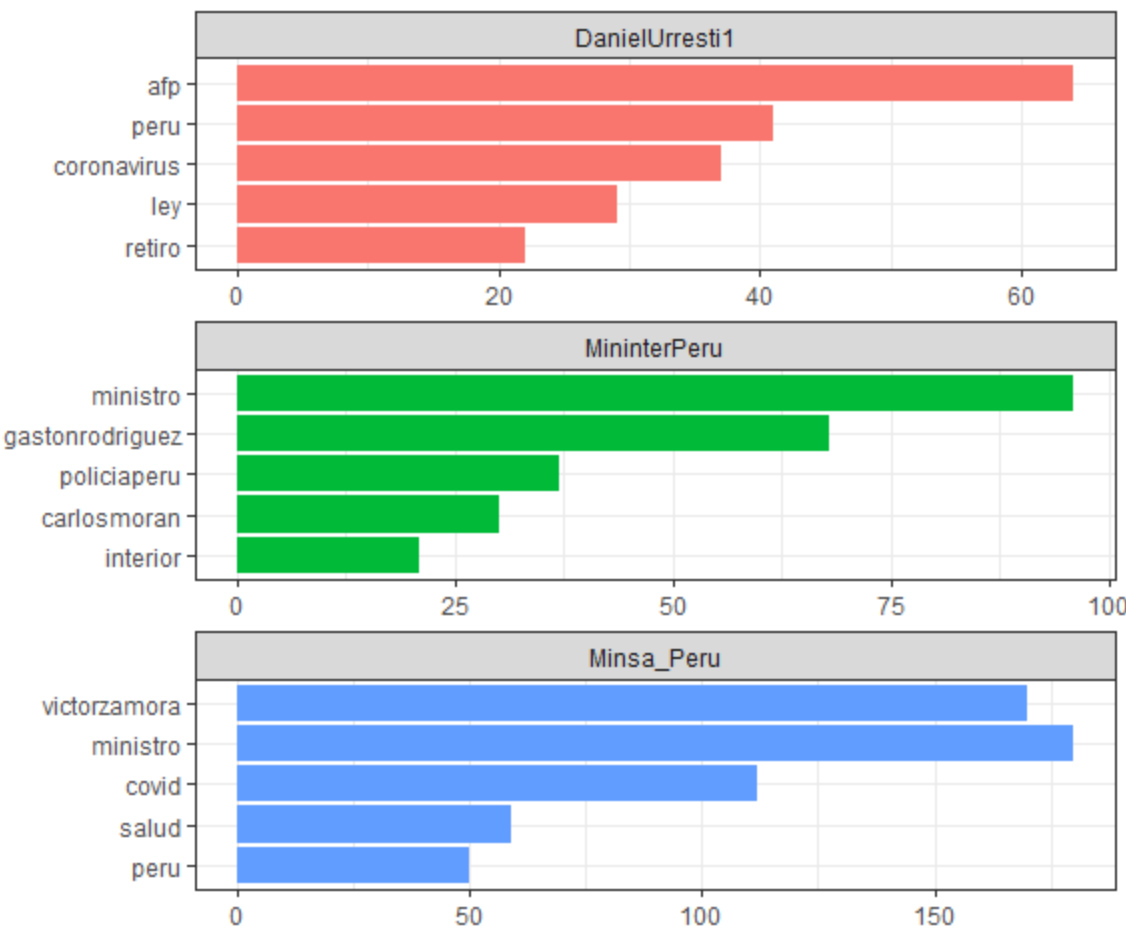 DanielUrresti1
afp
peru
coronavirus
ley
retiro
0 20 40 60
MininterPeru
ministro
gastonrodriguez
policiaperu
carlosmoran
interior
0 25 50 75 100
Minsa_Peru
victorzamora
ministro
covid
salud
peru
0 50 100 150